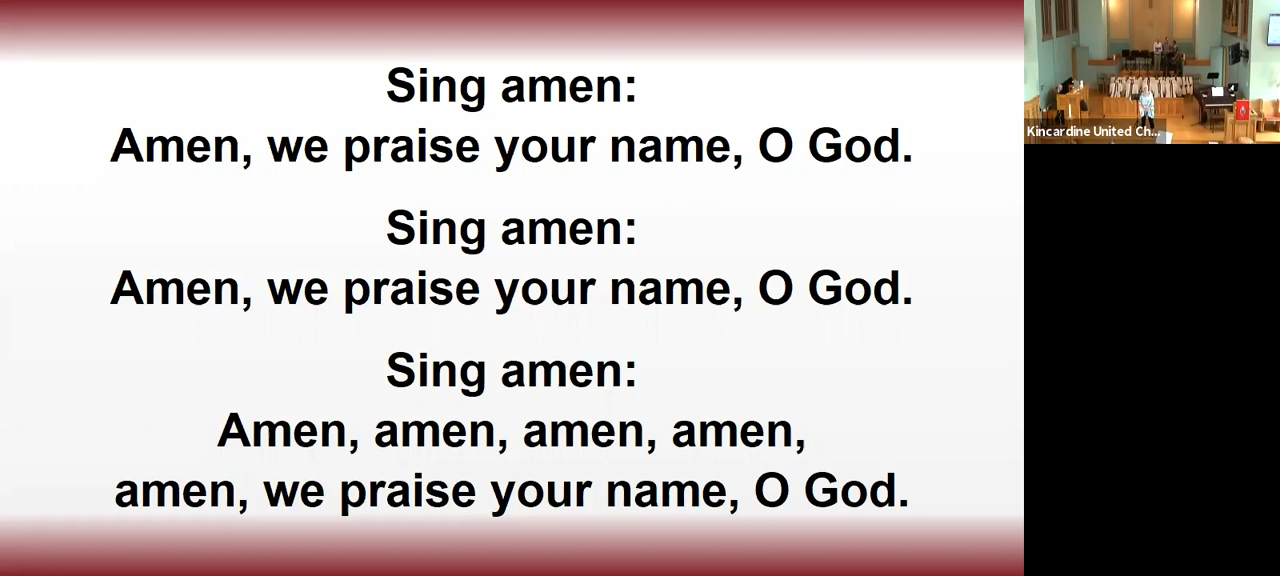 Sing amen:
Amen, we praise your name, O God.
Sing amen:
Amen, we praise your name, O God.
Sing amen:
Amen, amen, amen, amen,
amen, we praise your name, O God.
Kincardine United Ch...